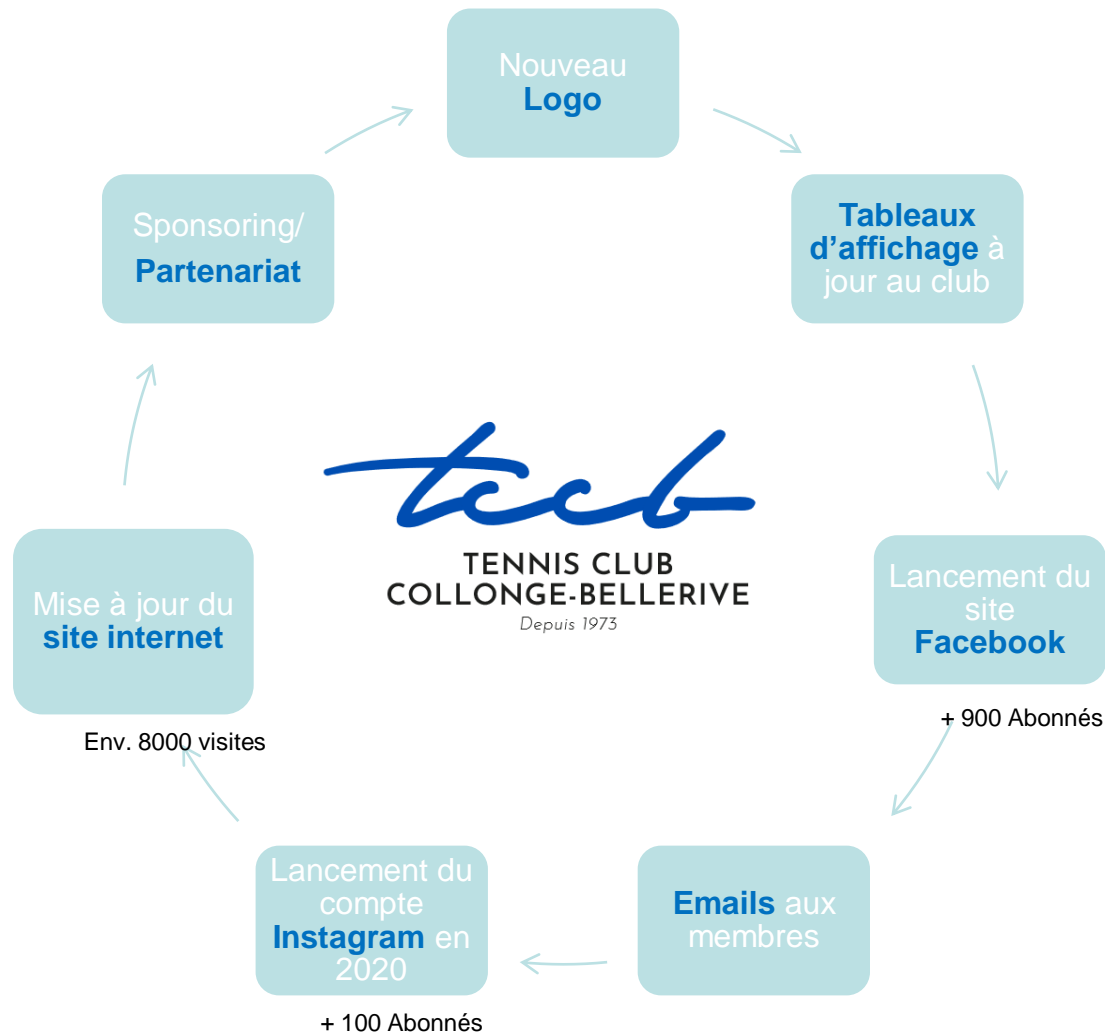 Nouveau
Logo
Tableaux
d’affichage à
jour au club
Lancement du
site
Facebook
+ 900 Abonnés
Emails aux
membres
Lancement du
compte
Instagram en
2020
+ 100 Abonnés
Mise à jour du
site internet
Env. 8000 visites
Sponsoring/
Partenariat
tccb
TENNIS CLUB
COLLONGE-BELLERIVE
Depuis 1973